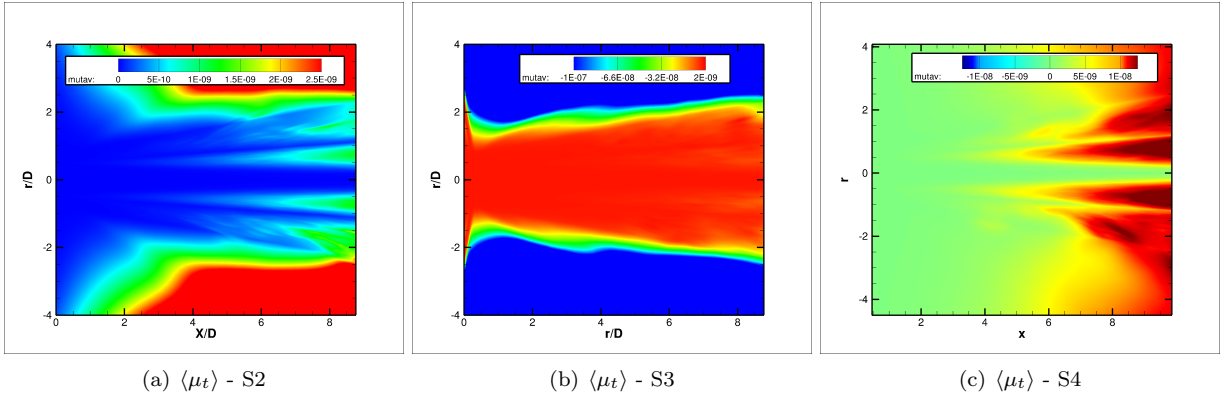 mutav: 0 5E-10 1E-09 1.5E-09 2E-09 2.5E-09
4
2
0
-2
-4
r/D
0 2 4 6 8
X/D
mutav: -1E-07 -6.6E-08 -3.2E-08 2E-09
4
2
0
-2
-4
r/D
0 2 4 6 8
r/D
mutav: -1E-08 -5E-09 0 5E-09 1E-08
4
2
0
-2
-4
r
2 4 6 8
x
(a) ⟨μt⟩ - S2
(b) ⟨μt⟩ - S3
(c) ⟨μt⟩ - S4